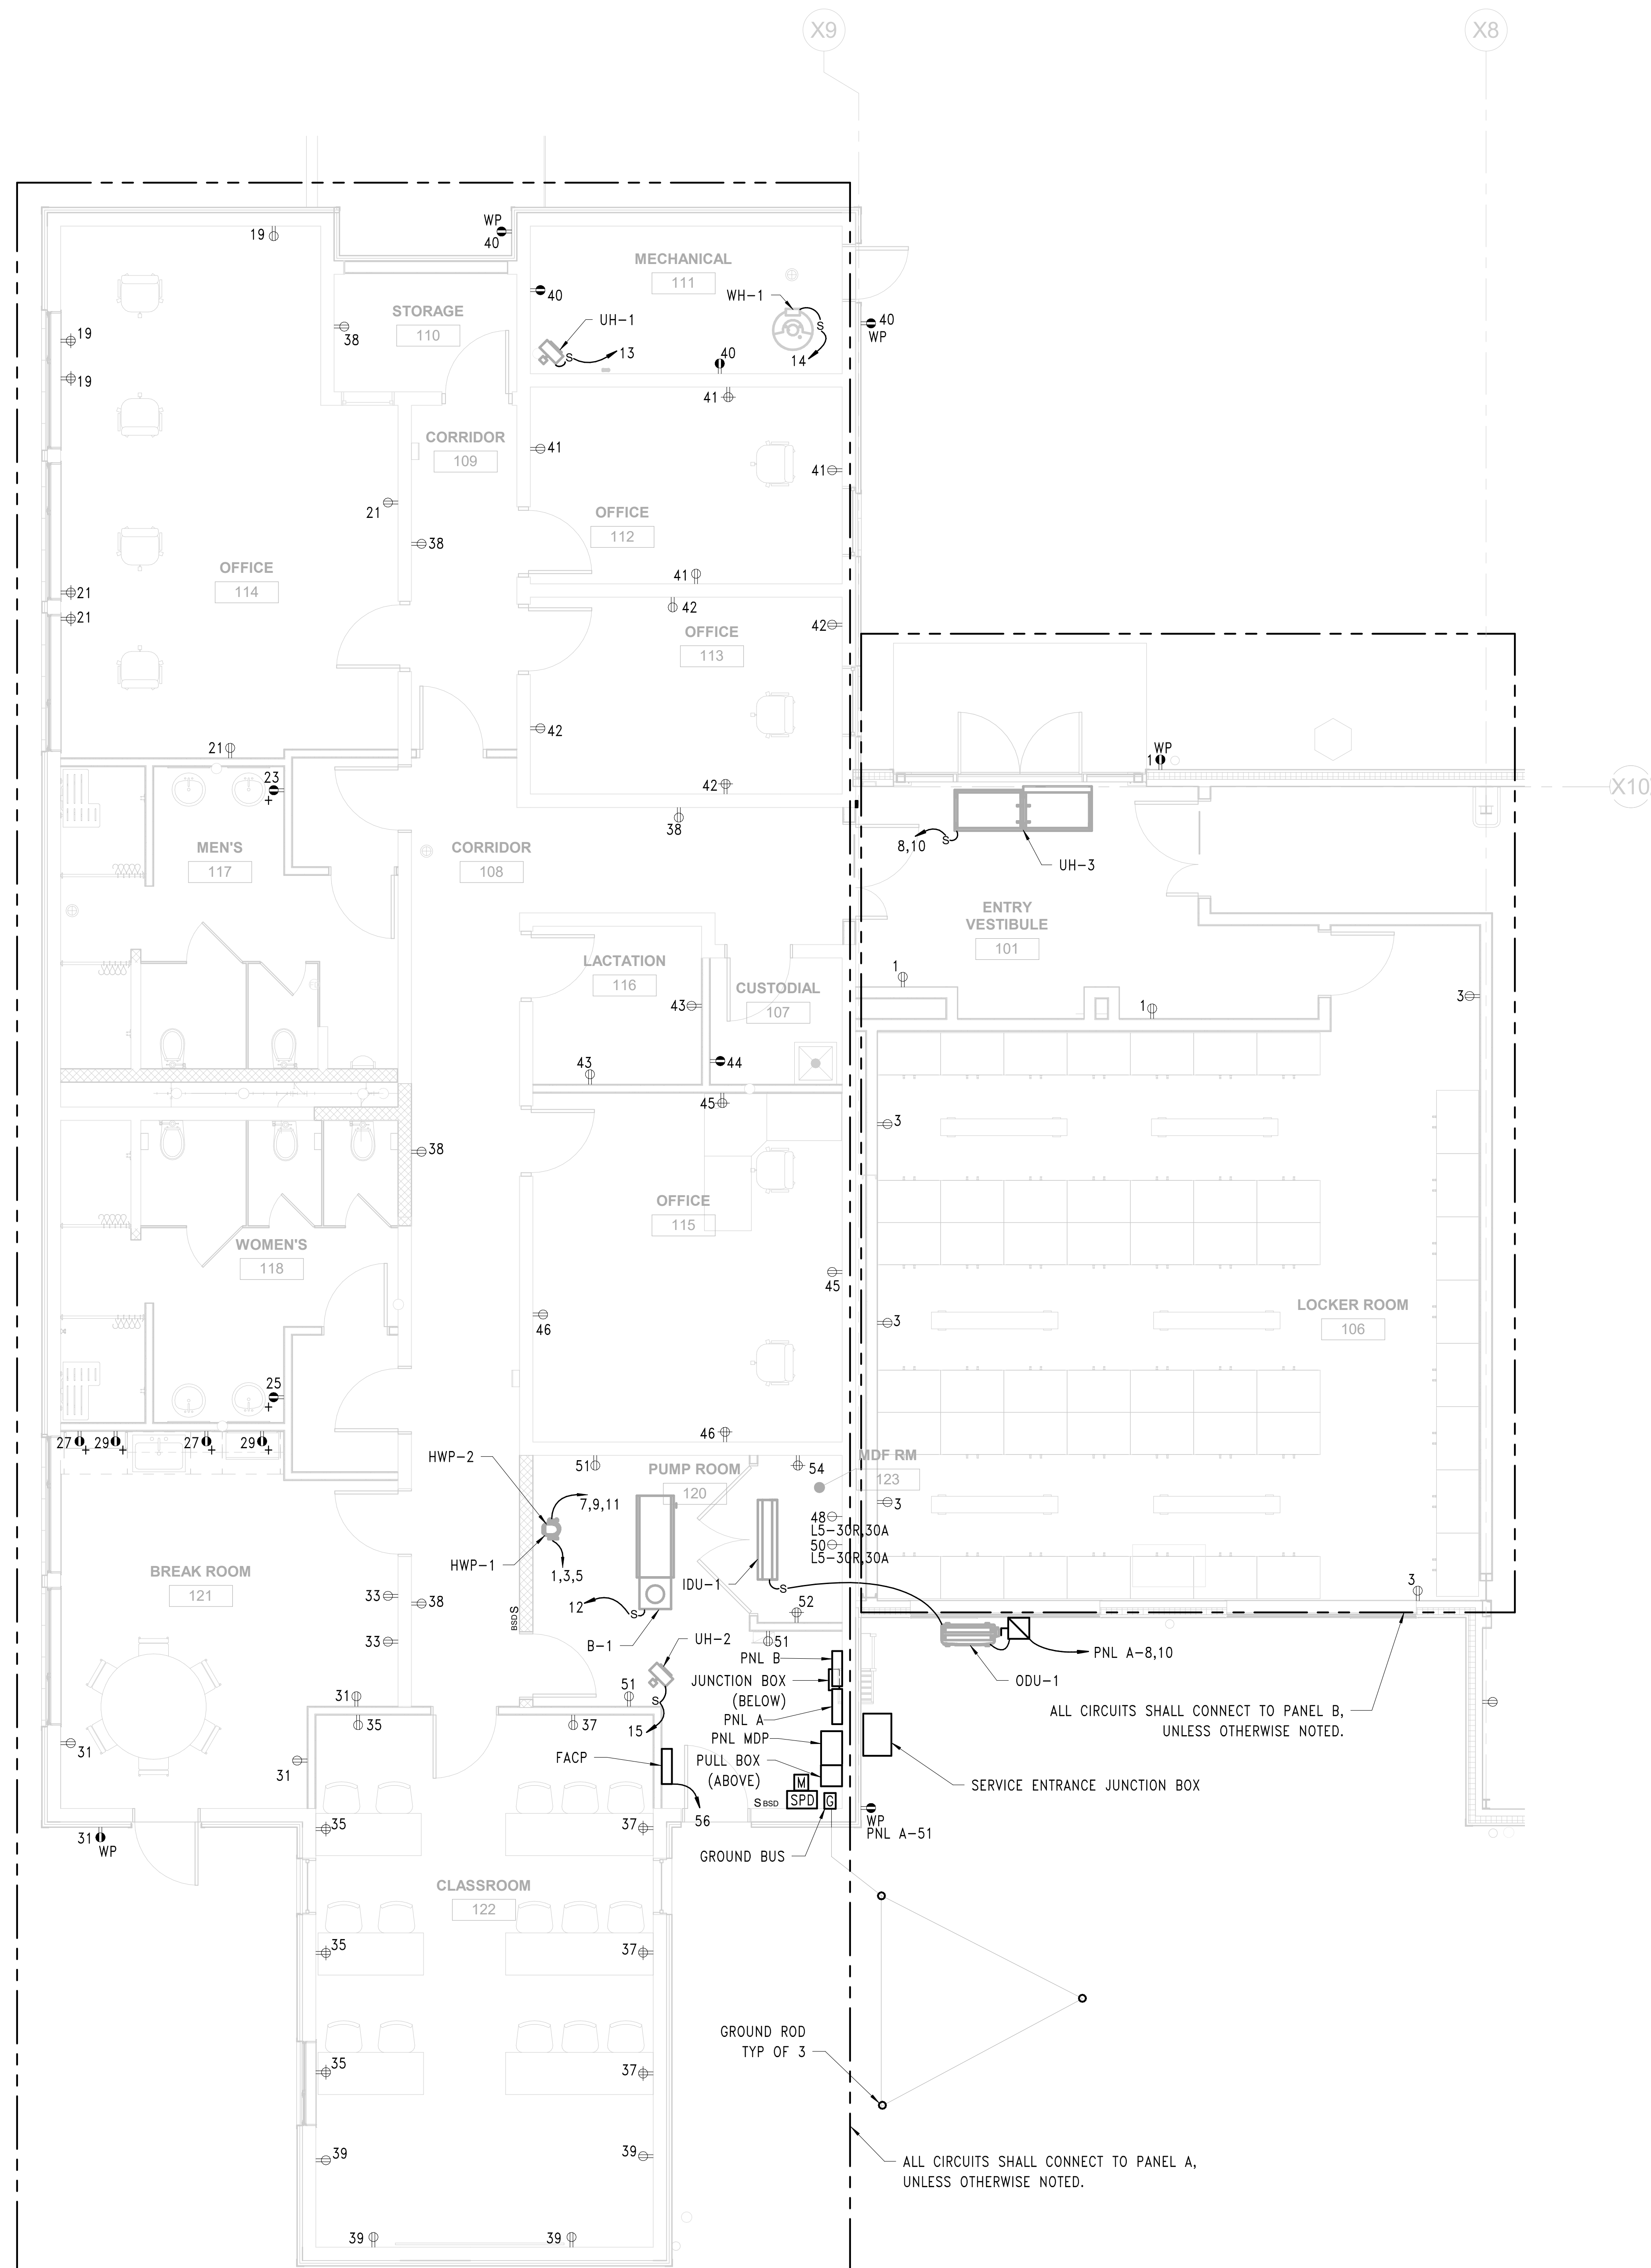 X9
X8
19
WP
40
MECHANICAL
111
40
WH-1
STORAGE
110
UH-1
40
WP
19
38
S
13
S
14
40
19
41
CORRIDOR
109
41
41
21
OFFICE
112
38
OFFICE
114
41
21
42
21
OFFICE
113
42
42
21
WP
1
23
+
42
X10
38
MEN'S
117
CORRIDOR
108
8,10
S
UH-3
ENTRY
VESTIBULE
101
LACTATION
116
1
CUSTODIAL
107
43
1
3
43
44
45
3
38
OFFICE
115
WOMEN'S
118
45
46
3
LOCKER ROOM
106
25
+
27
+
29
+
27
+
29
+
46
HWP-2
51
PUMP ROOM
120
54
MDF RM
123
7,9,11
3
48
L5-30R,30A
50
L5-30R,30A
HWP-1
1,3,5
BREAK ROOM
121
IDU-1
S
3
33
38
12
S
52
BSD S
33
B-1
UH-2
51
PNL B
PNL A-8,10
JUNCTION BOX
(BELOW)
ODU-1
31
51
S
PNL A
ALL CIRCUITS SHALL CONNECT TO PANEL B,
UNLESS OTHERWISE NOTED.
35
37
15
PNL MDP
31
31
FACP
PULL BOX
(ABOVE)
SERVICE ENTRANCE JUNCTION BOX
M
SPD
G
S BSD
56
35
37
WP
PNL A-51
31
WP
GROUND BUS
CLASSROOM
122
35
37
GROUND ROD
TYP OF 3
35
37
39
39
ALL CIRCUITS SHALL CONNECT TO PANEL A,
UNLESS OTHERWISE NOTED.
39
39